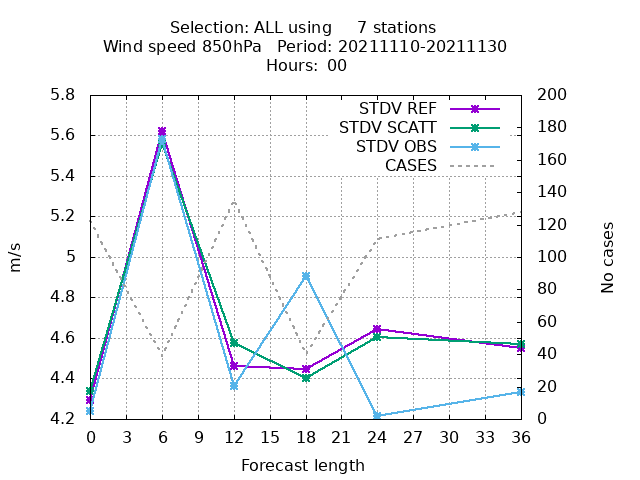 Selection: ALL using     7 stations
Wind speed 850hPa   Period: 20211110-20211130
Hours:  00
STDV REF
STDV SCATT
STDV OBS
CASES
5.8
5.6
5.4
5.2
5
4.8
4.6
4.4
4.2
m/s
200
180
160
140
120
100
80
60
40
20
0
No cases
0 3 6 9 12 15 18 21 24 27 30 33 36
Forecast length